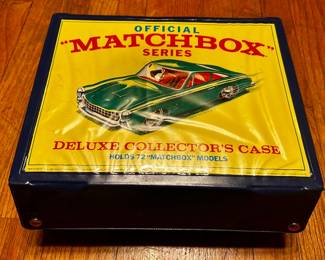 OFFICIAL
"MATCHBOX"
SERIES
DELUXE COLLECTOR'S CASE
HOLDS 72 "MATCHBOX" MODELS